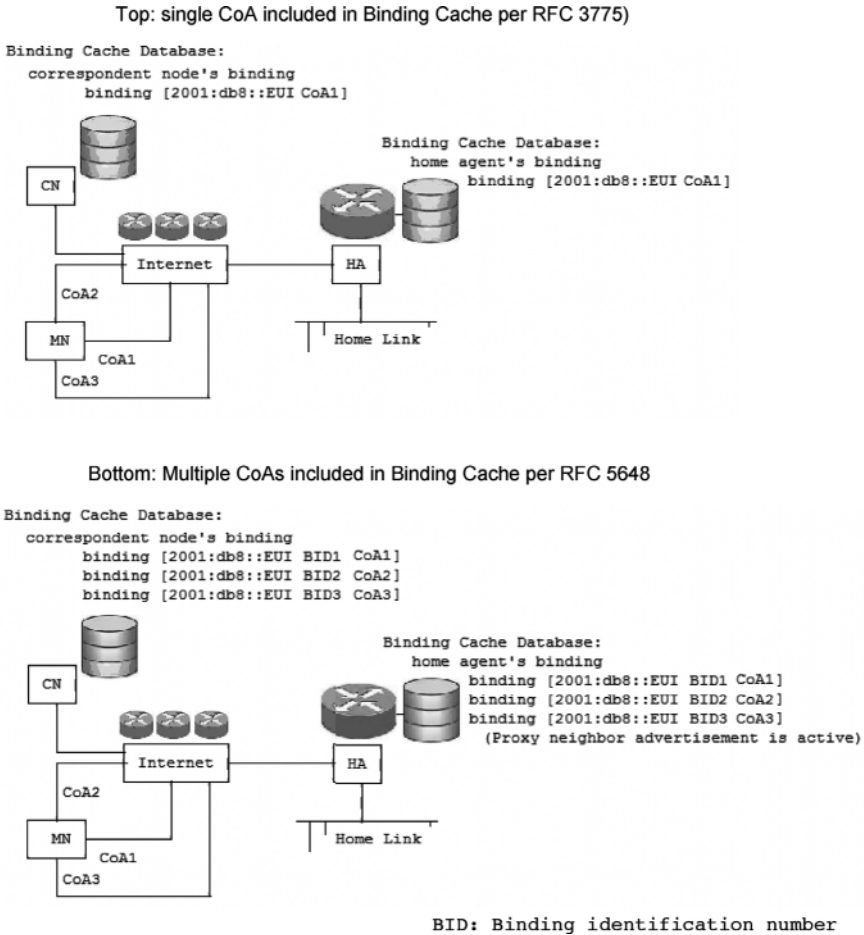 Top: single CoA included in Binding Cache per RFC 3775)
Binding Cache Database:
correspondent node's binding
binding [2001:db8::EUI CoA1]
Binding Cache Database:
home agent's binding
binding [2001:db8::EUI CoA1]
CN
Internet
HA
CoA2
MN
Home Link
CoA1
CoA3
Bottom: Multiple CoAs included in Binding Cache per RFC 5648
Binding Cache Database:
correspondent node's binding
binding [2001:db8::EUI BID1 CoA1]
binding [2001:db8::EUI BID2 CoA2]
binding [2001:db8::EUI BID3 CoA3]
Binding Cache Database:
home agent's binding
binding [2001:db8::EUI BID1 CoA1]
binding [2001:db8::EUI BID2 CoA2]
binding [2001:db8::EUI BID3 CoA3]
(Proxy neighbor advertisement is active)
CN
Internet
HA
CoA2
MN
Home Link
CoA1
CoA3
BID: Binding identification number